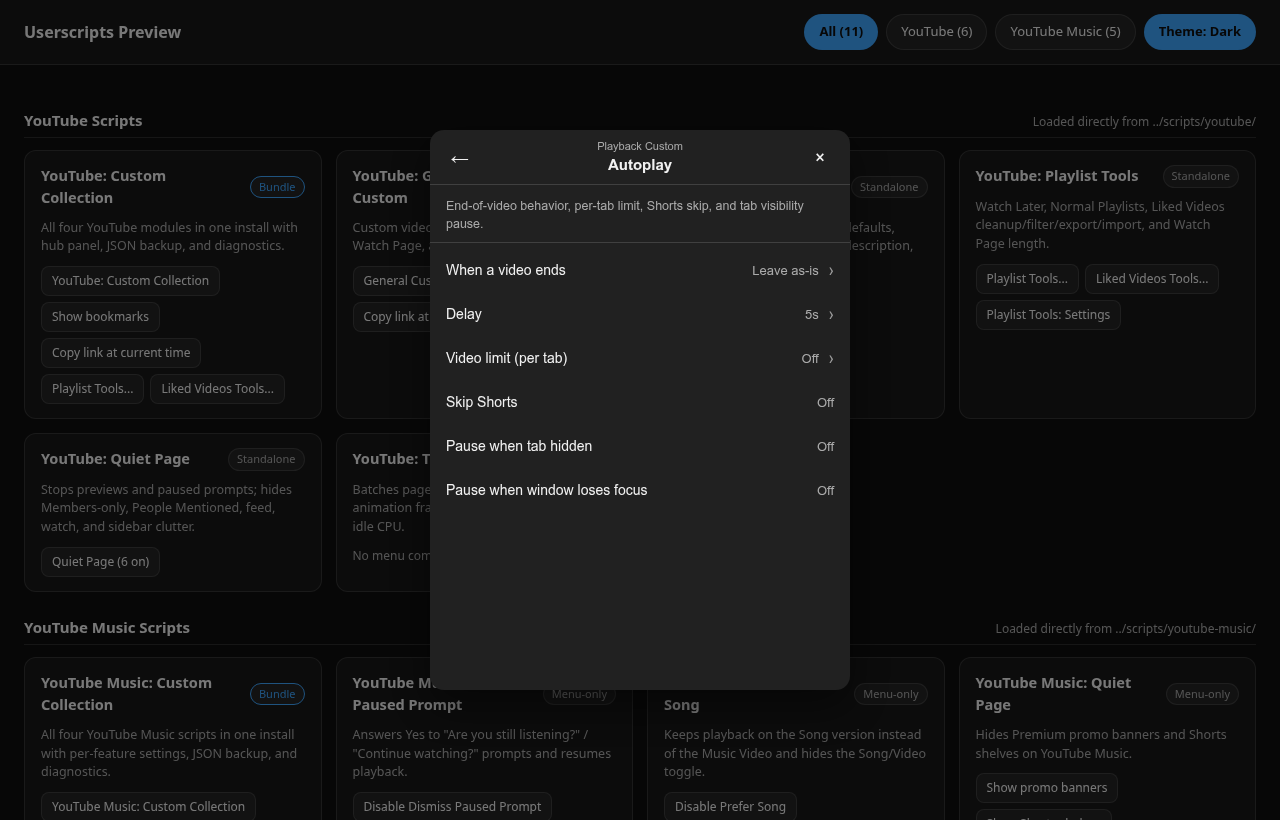 Userscripts Preview
All (11)
YouTube (6)
YouTube Music (5)
Theme: Dark
YouTube Scripts
Loaded directly from ../scripts/youtube/
YouTube: Custom
Collection
Bundle
All four YouTube modules in one install with
hub panel, JSON backup, and diagnostics.
YouTube: Custom Collection
Show bookmarks
Copy link at current time
Playlist Tools...
Liked Videos Tools...
YouTube: G
Custom
Custom video
Watch Page, a
General Cus
Copy link at
Standalone
efaults,
escription,
YouTube: Playlist Tools
Standalone
Watch Later, Normal Playlists, Liked Videos
cleanup/filter/export/import, and Watch
Page length.
Playlist Tools...
Liked Videos Tools...
Playlist Tools: Settings
←
Playback Custom
Autoplay
×
End-of-video behavior, per-tab limit, Shorts skip, and tab visibility
pause.
When a video ends
Leave as-is ›
Delay
5s ›
Video limit (per tab)
Off ›
Skip Shorts
Off
Pause when tab hidden
Off
Pause when window loses focus
Off
YouTube: Quiet Page
Standalone
Stops previews and paused prompts; hides
Members-only, People Mentioned, feed,
watch, and sidebar clutter.
Quiet Page (6 on)
YouTube: T
Batches page
animation fra
idle CPU.
No menu com
YouTube Music Scripts
Loaded directly from ../scripts/youtube-music/
YouTube Music: Custom
Collection
Bundle
All four YouTube Music scripts in one install
with per-feature settings, JSON backup, and
diagnostics.
YouTube Music: Custom Collection
YouTube M
Paused Prompt
Menu-only
Answers Yes to "Are you still listening?" /
"Continue watching?" prompts and resumes
playback.
Disable Dismiss Paused Prompt
Song
Menu-only
Keeps playback on the Song version instead
of the Music Video and hides the Song/Video
toggle.
Disable Prefer Song
YouTube Music: Quiet
Page
Menu-only
Hides Premium promo banners and Shorts
shelves on YouTube Music.
Show promo banners